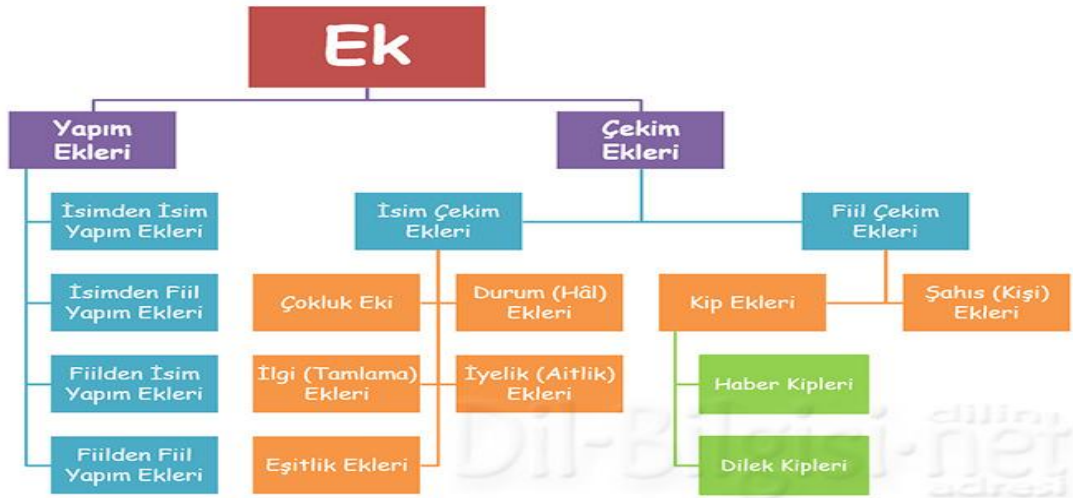 Ek
Yapım
Ekleri
Çekim
Ekleri
İsimden İsim
Yapım Ekleri
İsim Çekim
Ekleri
Fiil Çekim
Ekleri
İsimden Fiil
Yapım Ekleri
Çokluk Eki
Durum (Hâl)
Ekleri
Kip Ekleri
Şahıs (Kişi)
Ekleri
Fiilden İsim
Yapım Ekleri
İlgi (Tamlama)
Ekleri
İyelik (Aitlik)
Ekleri
Haber Kipleri
Fiilden Fiil
Yapım Ekleri
Eşitlik Ekleri
Dilek Kipleri
Dil-Bilgisi.net
dilin
adresi